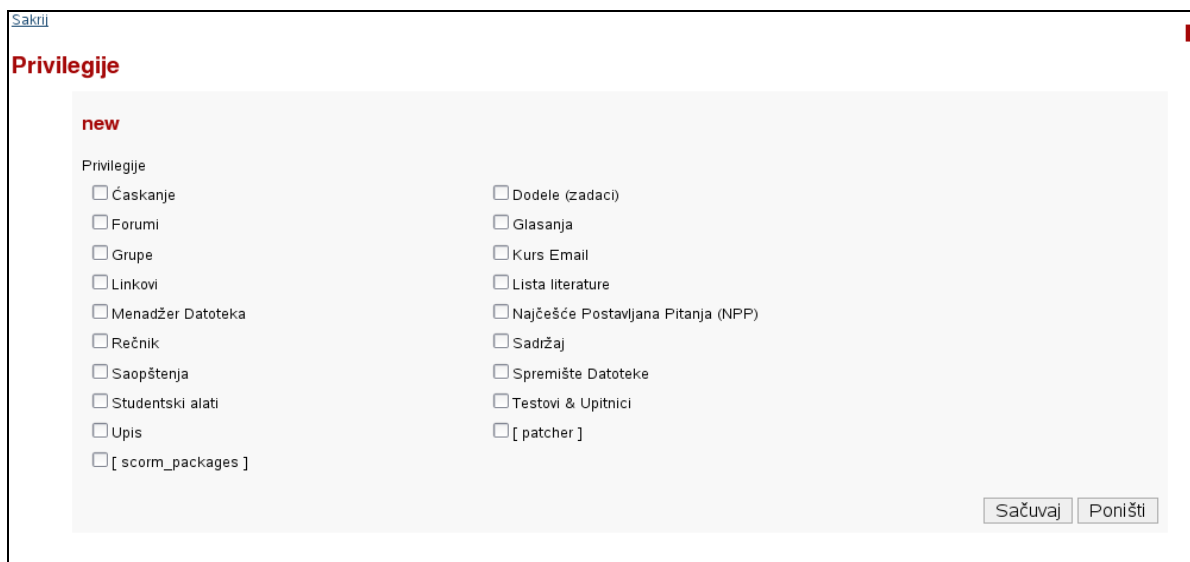 Sakrij
Privilegije
new
Privilegije
Ćaskanje Dodele (zadaci)
Forumi Glasanja
Grupe Kurs Email
Linkovi Lista literature
Menadžer Datoteka Najčešće Postavljana Pitanja (NPP)
Rečnik Sadržaj
Saopštenja Spremište Datoteke
Studentski alati Testovi & Upitnici
Upis [ patcher ]
[ scorm_packages ]
Sačuvaj Poništi